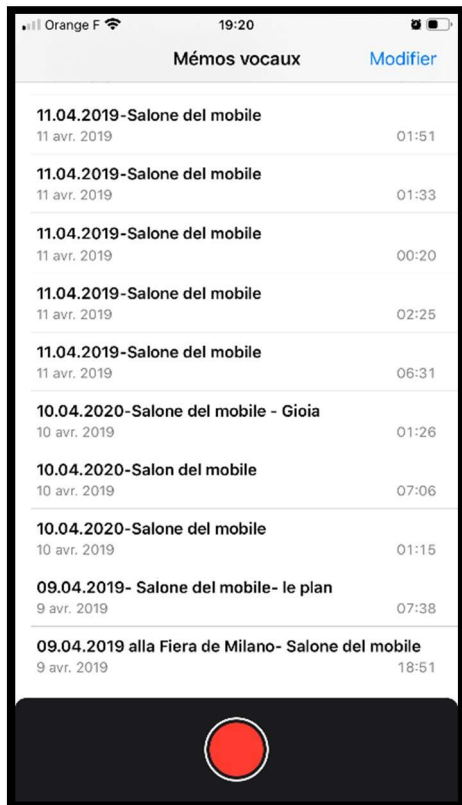 Orange F 19:20
Mémos vocaux Modifier
11.04.2019-Salone del mobile
11 avr. 2019 01:51
11.04.2019-Salone del mobile
11 avr. 2019 01:33
11.04.2019-Salone del mobile
11 avr. 2019 00:20
11.04.2019-Salone del mobile
11 avr. 2019 02:25
11.04.2019-Salone del mobile
11 avr. 2019 06:31
10.04.2020-Salone del mobile - Gioia
10 avr. 2019 01:26
10.04.2020-Salon del mobile
10 avr. 2019 07:06
10.04.2020-Salone del mobile
10 avr. 2019 01:15
09.04.2019- Salone del mobile- le plan
9 avr. 2019 07:38
09.04.2019 alla Fiera de Milano- Salone del mobile
9 avr. 2019 18:51